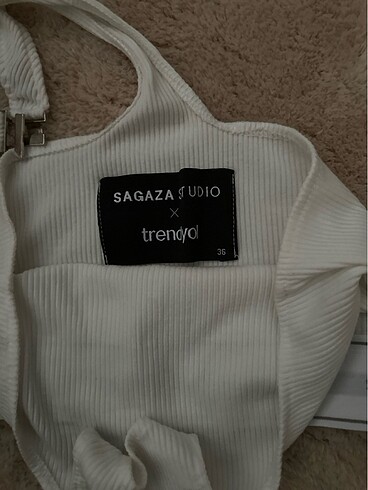 SAGAZA STUDIO
×
trendyol
36